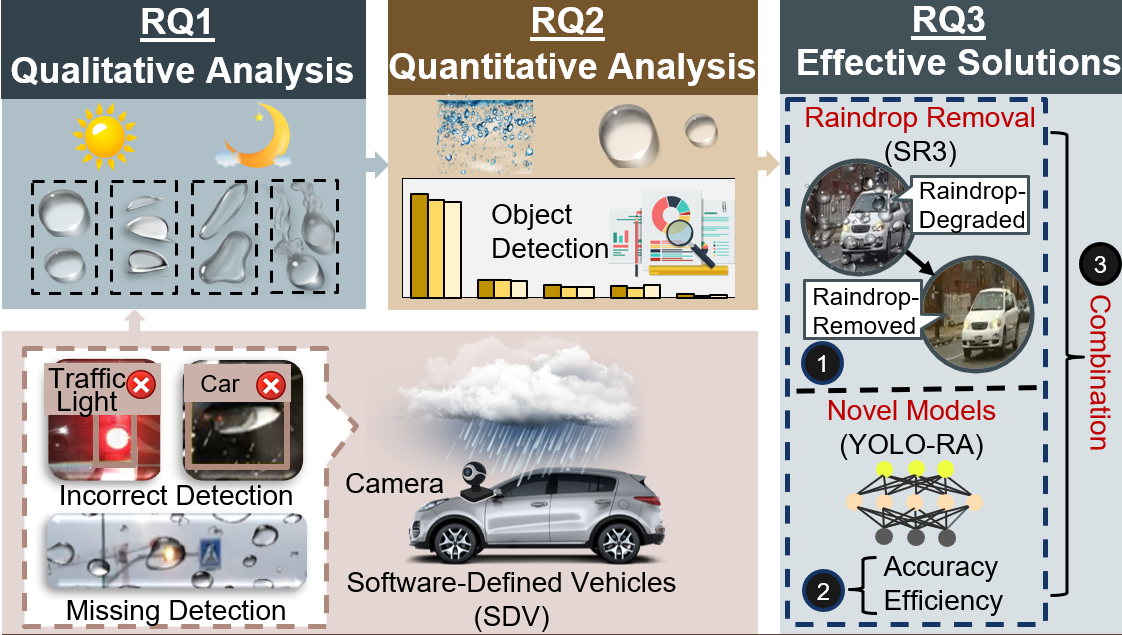 RQ1
Qualitative Analysis
RQ2
Quantitative Analysis
Object
Detection
RQ3
Effective Solutions
Raindrop Removal
(SR3)
Raindrop-
Degraded
Raindrop-
Removed
1
Novel Models
(YOLO-RA)
2
Accuracy
Efficiency
3
Combination
Traffic
Light
Car
Incorrect Detection
Missing Detection
Camera
Software-Defined Vehicles
(SDV)